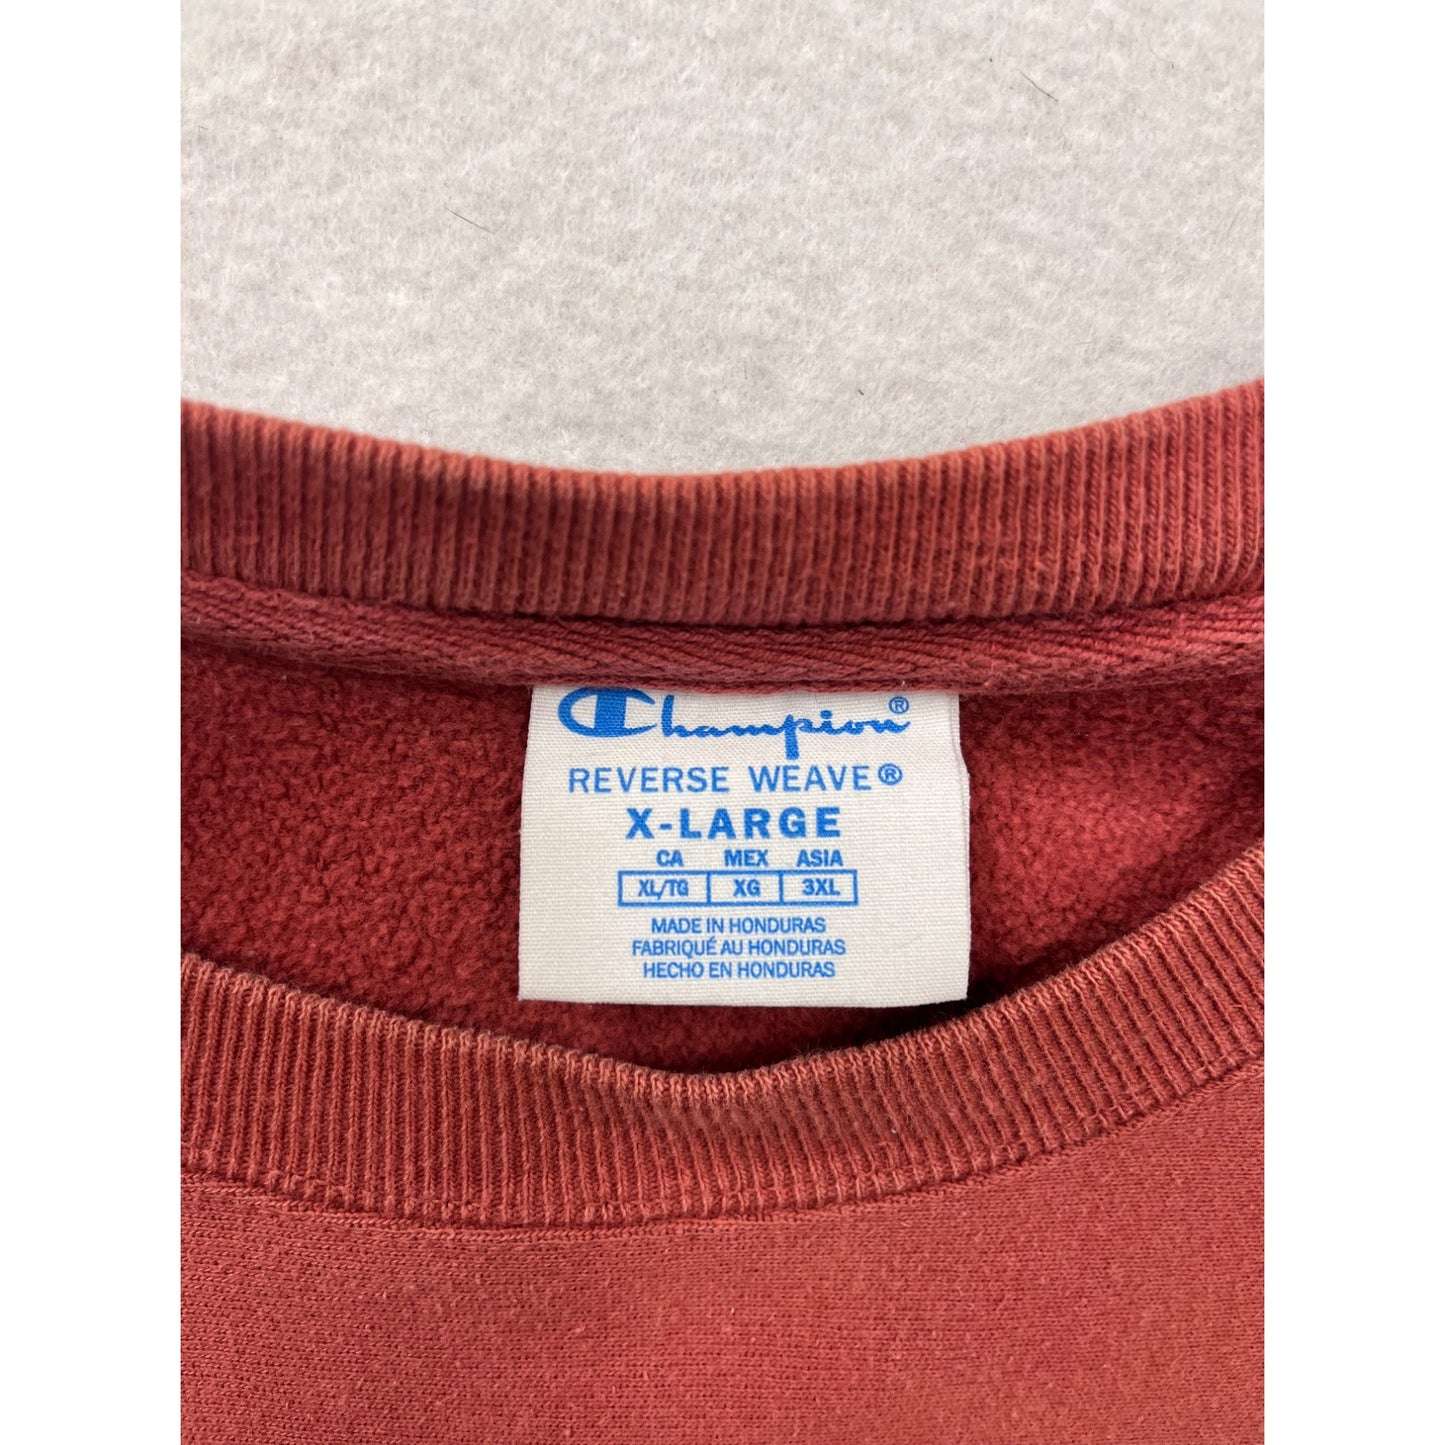 Champion®
REVERSE WEAVE®
X-LARGE
CA MEX ASIA
XL/TG XG 3XL
MADE IN HONDURAS
FABRIQUÉ AU HONDURAS
HECHO EN HONDURAS